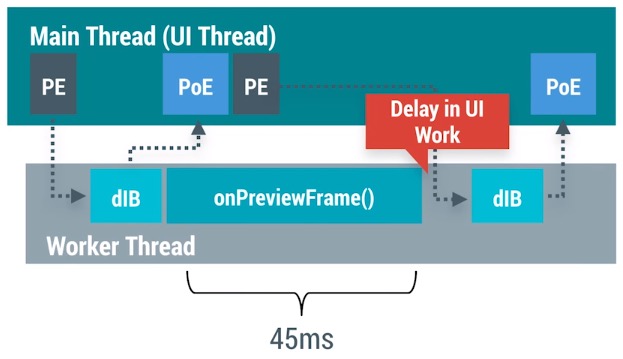 Main Thread (UI Thread)
PE
PoE
PE
PoE
Delay in UI
Work
dIB
onPreviewFrame()
dIB
Worker Thread
45ms